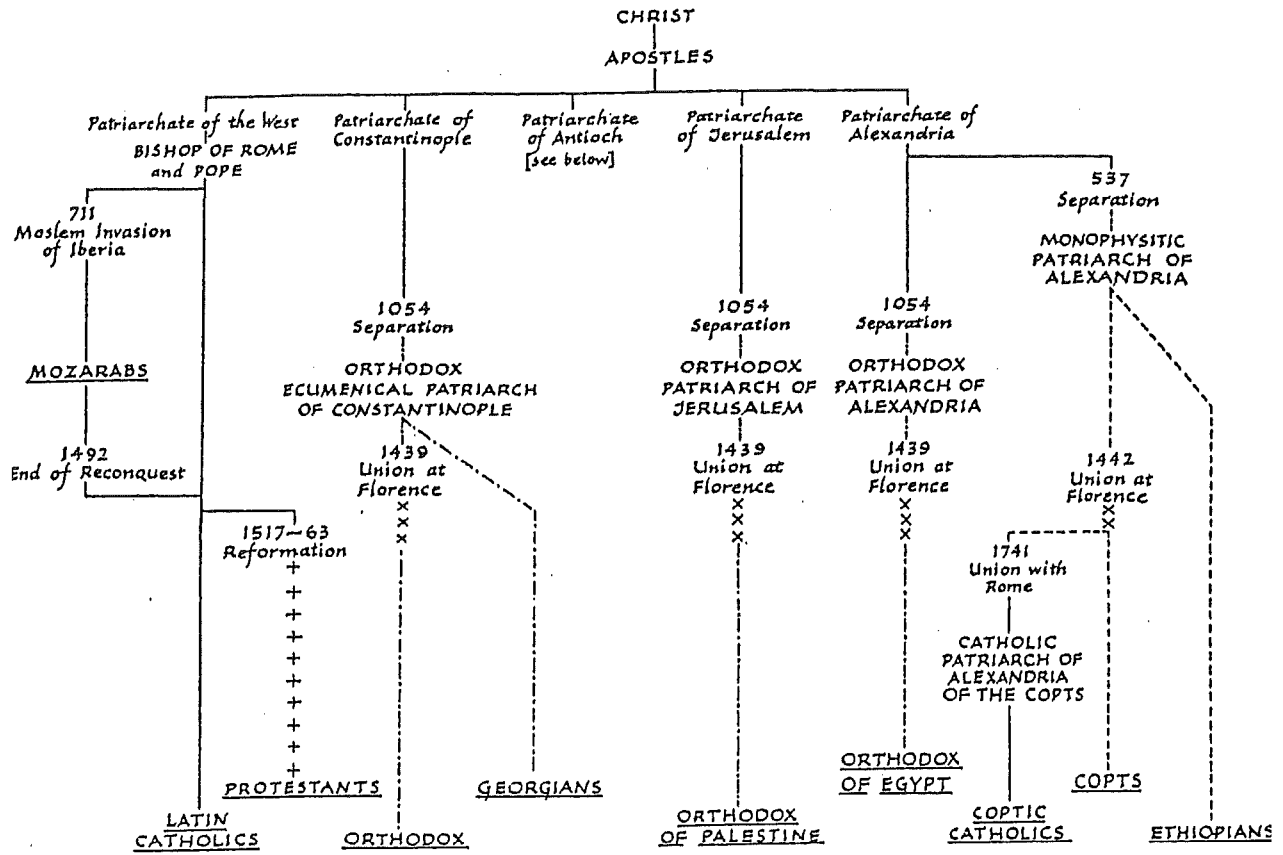 CHRIST
APOSTLES
Patriarchate of the West
BISHOP OF ROME
and POPE
Patriarchate of
Constantinople
Patriarchate
of Antioch
[see below]
Patriarchate
of Jerusalem
Patriarchate of
Alexandria
711
Moslem Invasion
of Iberia
537
Separation
MONOPHYSITIC
PATRIARCH OF
ALEXANDRIA
1054
Separation
1054
Separation
1054
Separation
MOZARABS
ORTHODOX
ECUMENICAL PATRIARCH
OF CONSTANTINOPLE
ORTHODOX
PATRIARCH OF
JERUSALEM
ORTHODOX
PATRIARCH OF
ALEXANDRIA
1492
End of Reconquest
1439
Union at
Florence
1439
Union at
Florence
1439
Union at
Florence
1442
Union at
Florence
1517~63
Reformation
1741
Union with
Rome
CATHOLIC
PATRIARCH OF
ALEXANDRIA
OF THE COPTS
PROTESTANTS
GEORGIANS
ORTHODOX
OF EGYPT
COPTS
LATIN
CATHOLICS
ORTHODOX
ORTHODOX
OF PALESTINE
COPTIC
CATHOLICS
ETHIOPIANS